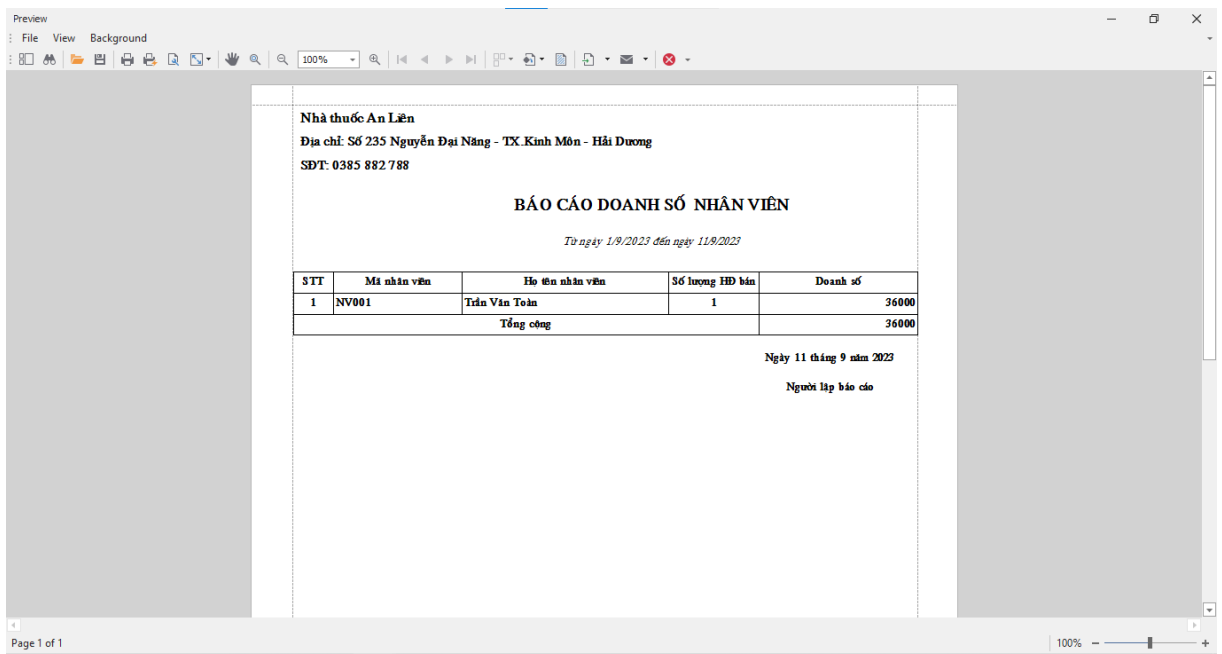 Preview
File View Background
100%
Nhà thuốc An Liên
Địa chỉ: Số 235 Nguyễn Đại Năng - TX.Kinh Môn - Hải Dương
SĐT: 0385 882 788
BÁO CÁO DOANH SỐ NHÂN VIÊN
Từ ngày 1/9/2023 đến ngày 11/9/2023
STT Mã nhân viên Họ tên nhân viên Số lượng HĐ bán Doanh số
1 NV001 Trần Văn Toàn 1 36000
Tổng cộng 36000
Ngày 11 tháng 9 năm 2023
Người lập báo cáo
Page 1 of 1 100%